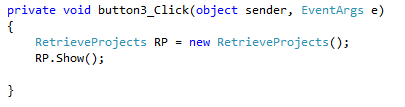 private void button3_Click(object sender, EventArgs e)
{
    RetrieveProjects RP = new RetrieveProjects();
    RP.Show();
}